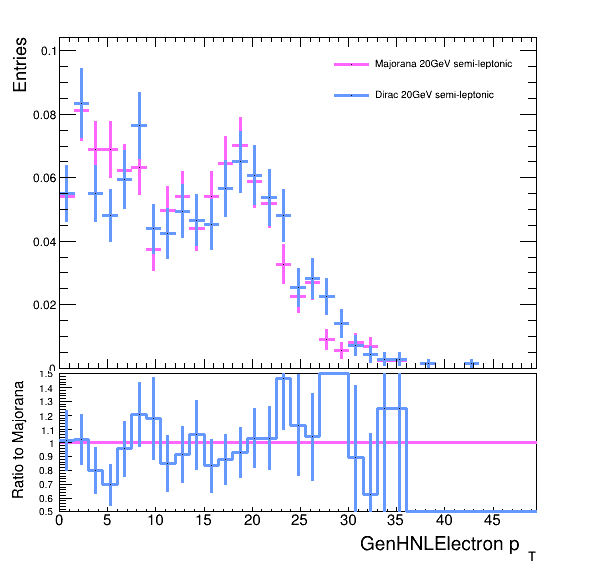 Entries
0.1
0.08
0.06
0.04
0.02
0
Majorana 20GeV semi-leptonic
Dirac 20GeV semi-leptonic
Ratio to Majorana
1.5
1.4
1.3
1.2
1.1
1
0.9
0.8
0.7
0.6
0.5
0 5 10 15 20 25 30 35 40 45
GenHNLElectron p
T